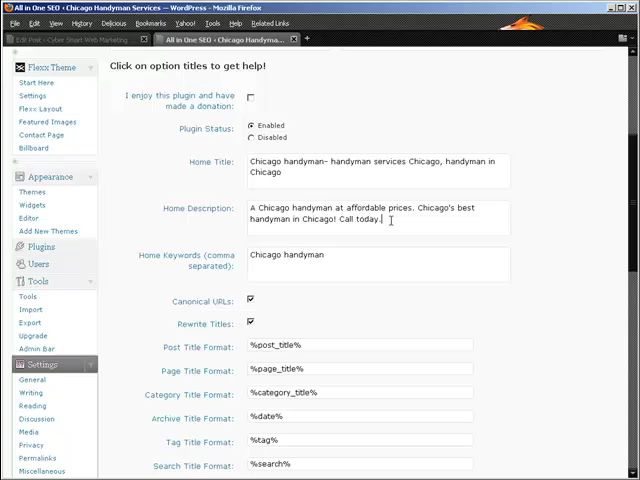 All in One SEO ‹ Chicago Handyman Services — WordPress - Mozilla Firefox
File Edit View History Delicious Bookmarks Yahoo! Tools Help Related Links
Edit Post ‹ Cyber Smart Web Marketing ...
All in One SEO ‹ Chicago Handyman...
Flexx Theme
Start Here
Settings
Flexx Layout
Featured Images
Contact Page
Billboard
Appearance
Themes
Widgets
Editor
Add New Themes
Plugins
Users
Tools
Tools
Import
Export
Upgrade
Admin Bar
Settings
General
Writing
Reading
Discussion
Media
Privacy
Permalinks
Miscellaneous
Click on option titles to get help!
I enjoy this plugin and have
made a donation:
Plugin Status:
Enabled
Disabled
Home Title:
Chicago handyman- handyman services Chicago, handyman in
Chicago
Home Description:
A Chicago handyman at affordable prices. Chicago's best
handyman in Chicago! Call today.
Home Keywords (comma
separated):
Chicago handyman
Canonical URLs:
Rewrite Titles:
Post Title Format:
%post_title%
Page Title Format:
%page_title%
Category Title Format:
%category_title%
Archive Title Format:
%date%
Tag Title Format:
%tag%
Search Title Format:
%search%